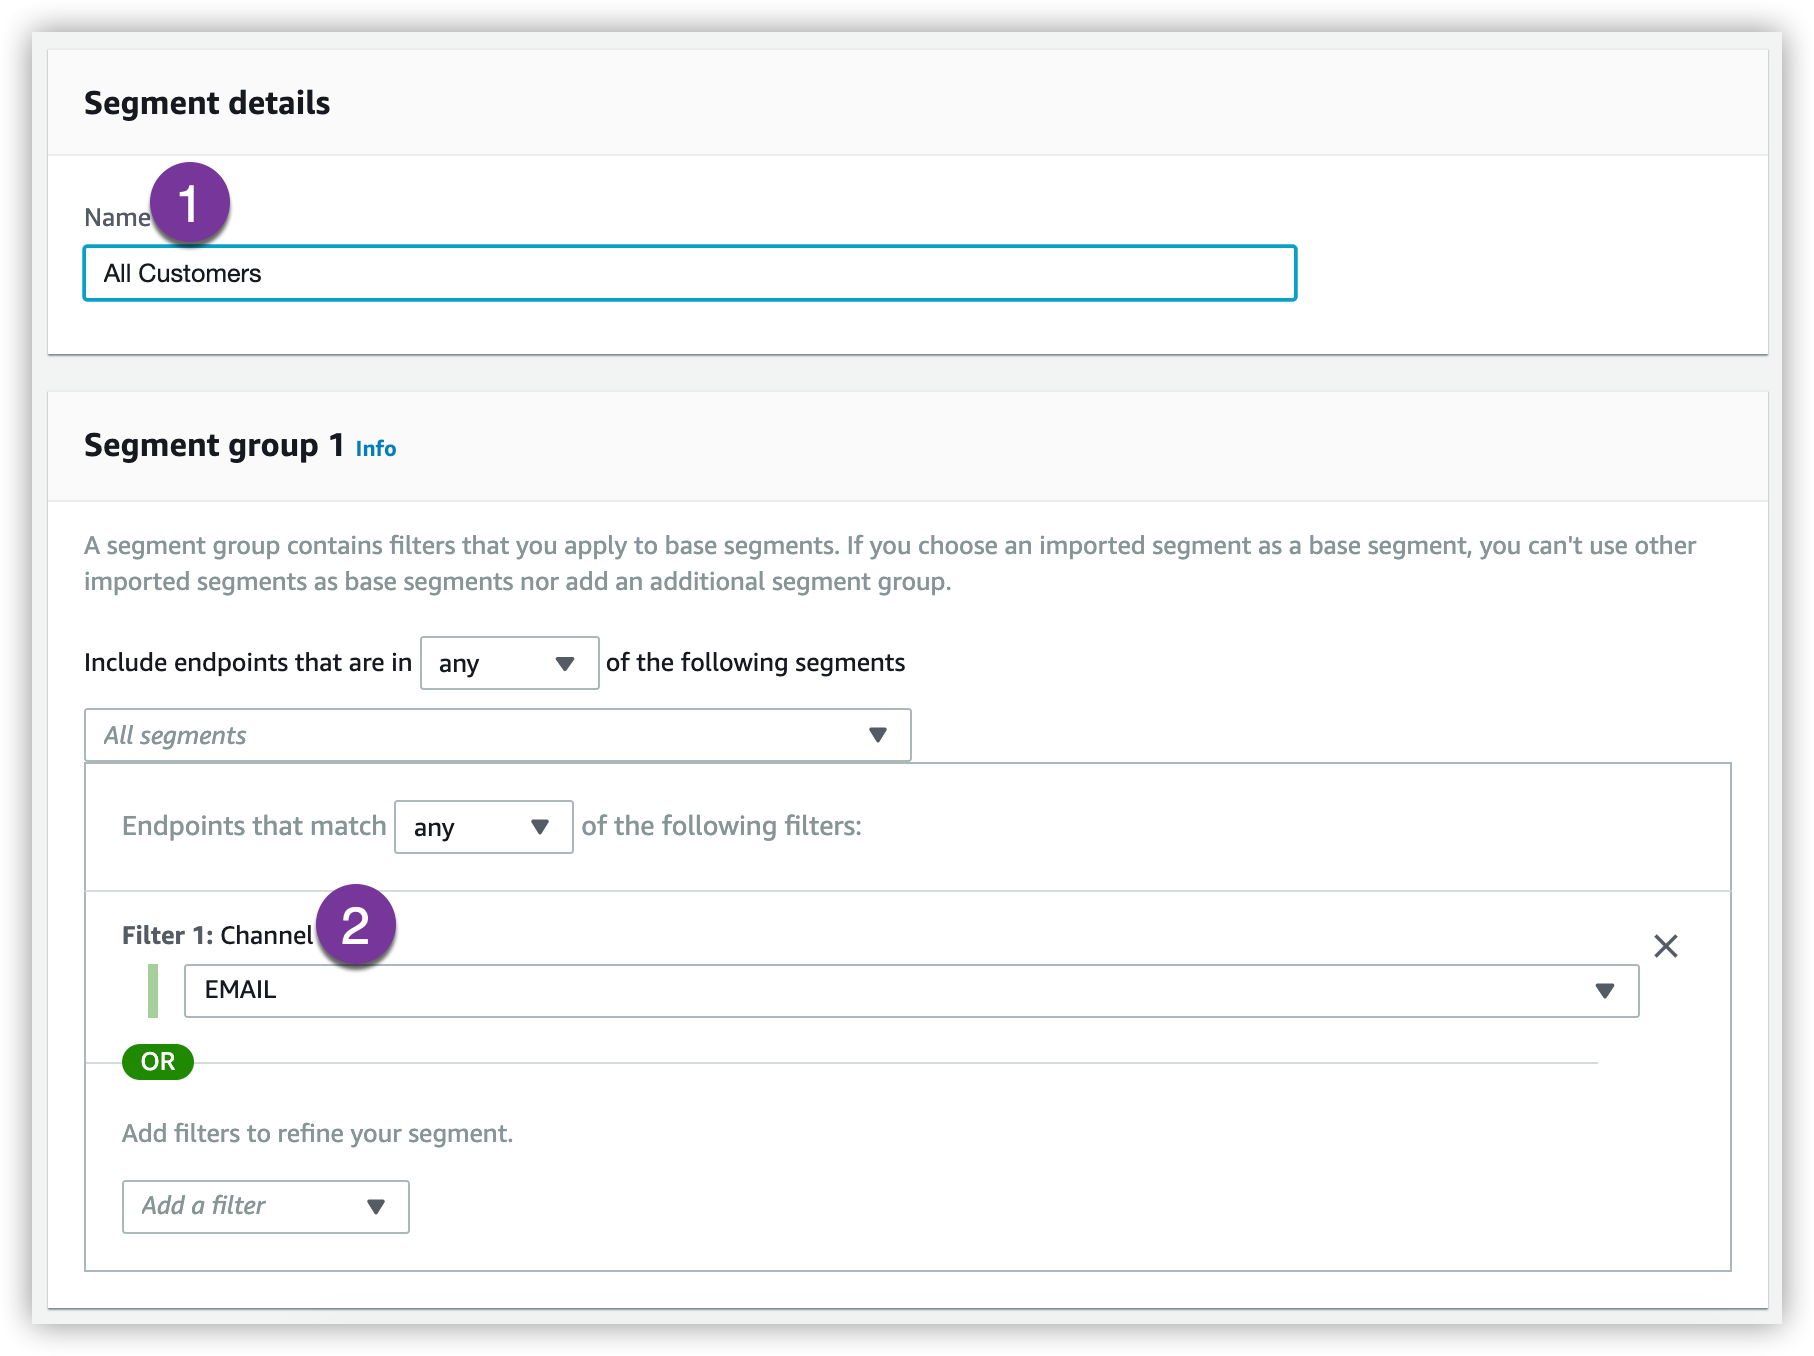 Segment details
Name 1
All Customers
Segment group 1 Info
A segment group contains filters that you apply to base segments. If you choose an imported segment as a base segment, you can't use other
imported segments as base segments nor add an additional segment group.
Include endpoints that are in any of the following segments
All segments
Endpoints that match any of the following filters:
Filter 1: Channel 2
EMAIL
OR
Add filters to refine your segment.
Add a filter